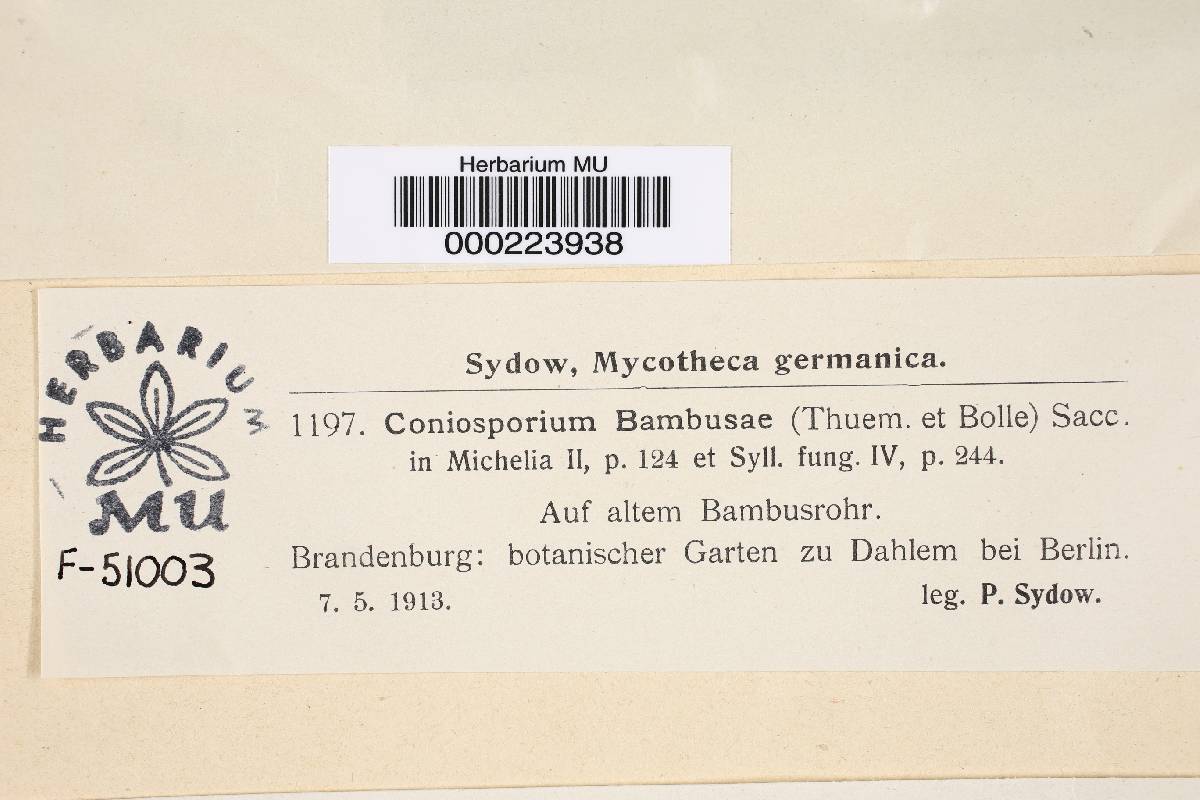 Herbarium MU
000223938
HERBARIUM
MU
F-51003
Sydow, Mycotheca germanica.
1197. Coniosporium Bambusae (Thuem. et Bolle) Sacc.
in Michelia II, p. 124 et Syll. fung. IV, p. 244.
Auf altem Bambusrohr.
Brandenburg: botanischer Garten zu Dahlem bei Berlin.
7. 5. 1913. leg. P. Sydow.